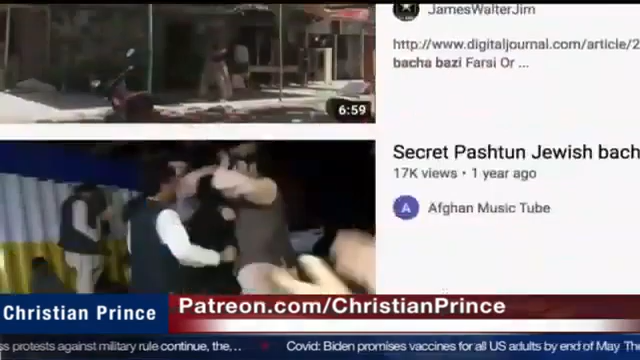 JamesWalterJim
http://www.digitaljournal.com/article/2
bacha bazi Farsi Or ...
6:59
Secret Pashtun Jewish bach
17K views • 1 year ago
A Afghan Music Tube
Christian Prince
Patreon.com/ChristianPrince
ss protests against military rule continue, the...
Covid: Biden promises vaccines for all US adults by end of May The